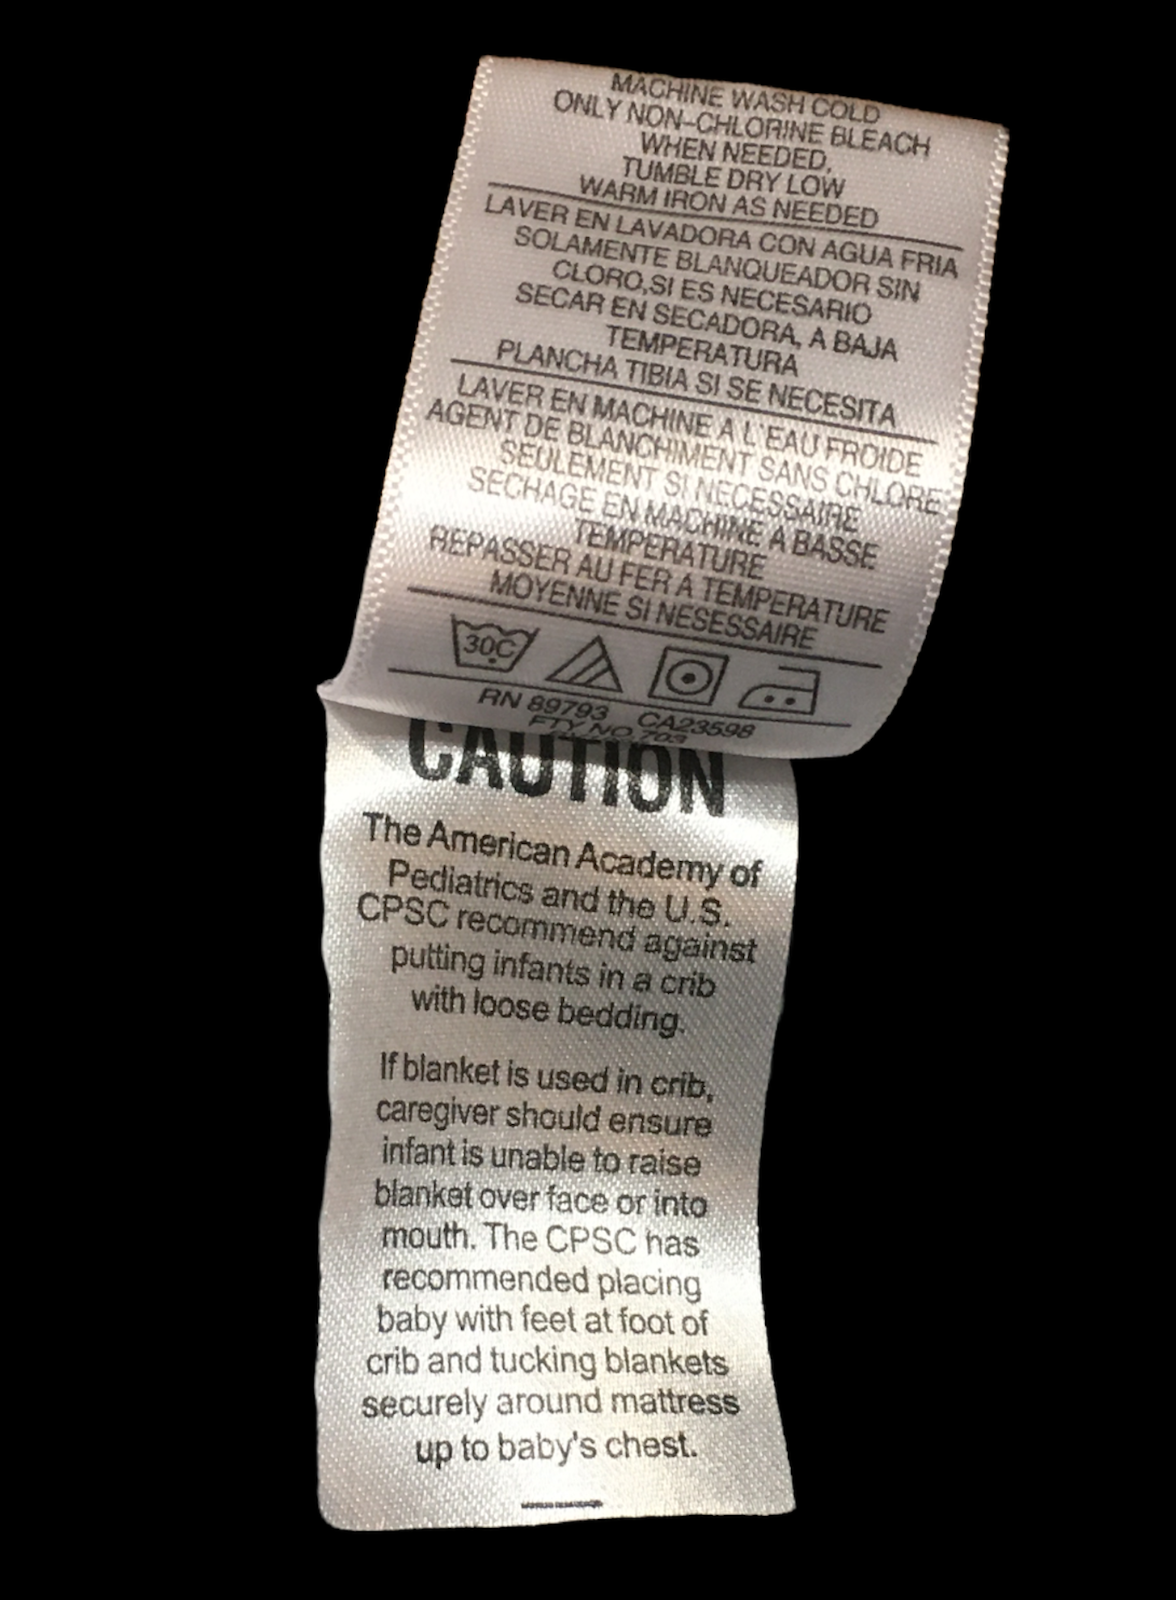 MACHINE WASH COLD
ONLY NON-CHLORINE BLEACH
WHEN NEEDED,
TUMBLE DRY LOW
WARM IRON AS NEEDED
LAVER EN LAVADORA CON AGUA FRIA
SOLAMENTE BLANQUEADOR SIN
CLORO,SI ES NECESARIO
SECAR EN SECADORA, A BAJA
TEMPERATURA
PLANCHA TIBIA SI SE NECESITA
LAVER EN MACHINE A L'EAU FROIDE
AGENT DE BLANCHIMENT SANS CHLORE
SEULEMENT SI NECESSAIRE
SECHAGE EN MACHINE A BASSE
TEMPERATURE
REPASSER AU FER A TEMPERATURE
MOYENNE SI NESESSAIRE
30C
RN 89793 CA23598
FTY NO.703
CAUTION
The American Academy of
Pediatrics and the U.S.
CPSC recommend against
putting infants in a crib
with loose bedding.
If blanket is used in crib,
caregiver should ensure
infant is unable to raise
blanket over face or into
mouth. The CPSC has
recommended placing
baby with feet at foot of
crib and tucking blankets
securely around mattress
up to baby's chest.